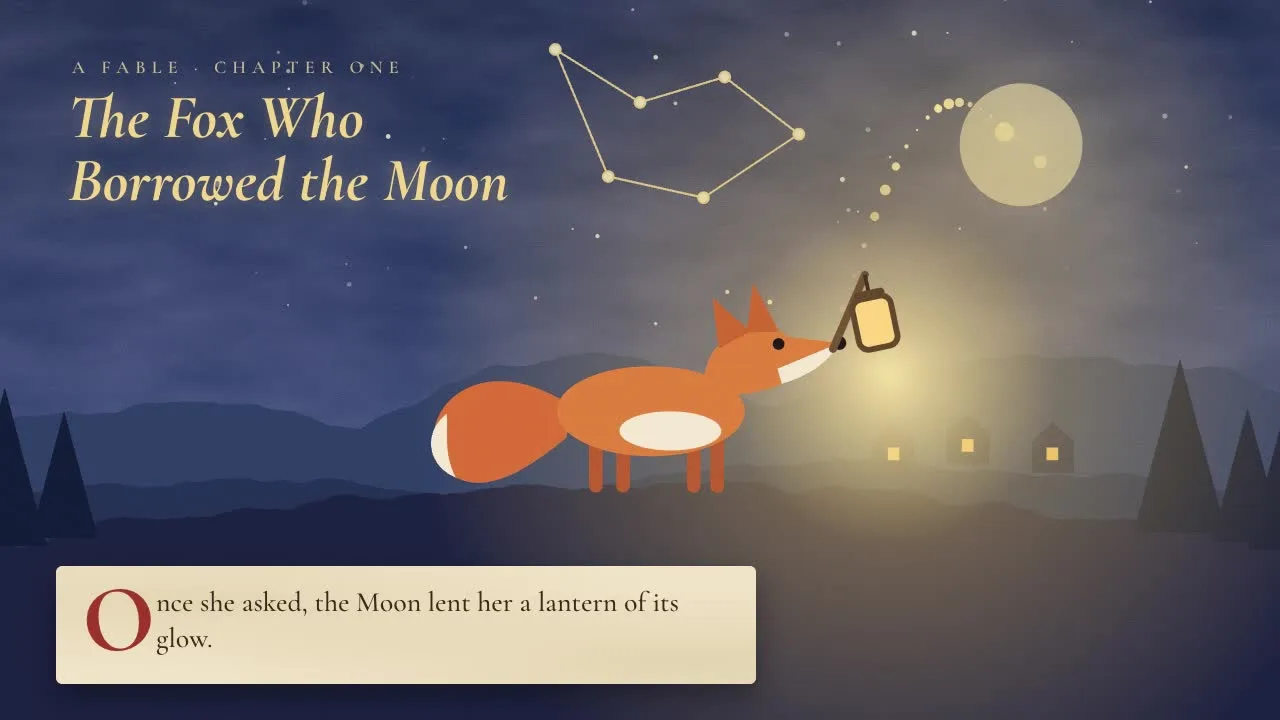 A FABLE · CHAPTER ONE
The Fox Who
Borrowed the Moon
Once she asked, the Moon lent her a lantern of its
glow.